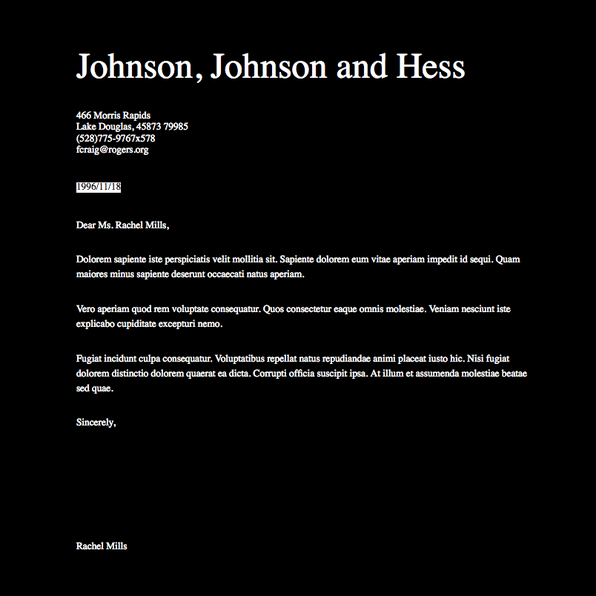 Johnson, Johnson and Hess
466 Morris Rapids
Lake Douglas, 45873 79985
(528)775-9767x578
fcraig@rogers.org
1996/11/18
Dear Ms. Rachel Mills,
Dolorem sapiente iste perspiciatis velit mollitia sit. Sapiente dolorem eum vitae aperiam impedit id sequi. Quam
maiores minus sapiente deserunt occaecati natus aperiam.
Vero aperiam quod rem voluptate consequatur. Quos consectetur eaque omnis molestiae. Veniam nesciunt iste
explicabo cupiditate excepturi nemo.
Fugiat incidunt culpa consequatur. Voluptatibus repellat natus repudiandae animi placeat iusto hic. Nisi fugiat
dolorem distinctio dolorem quaerat ea dicta. Corrupti officia suscipit ipsa. At illum et assumenda molestiae beatae
sed quae.
Sincerely,
Rachel Mills